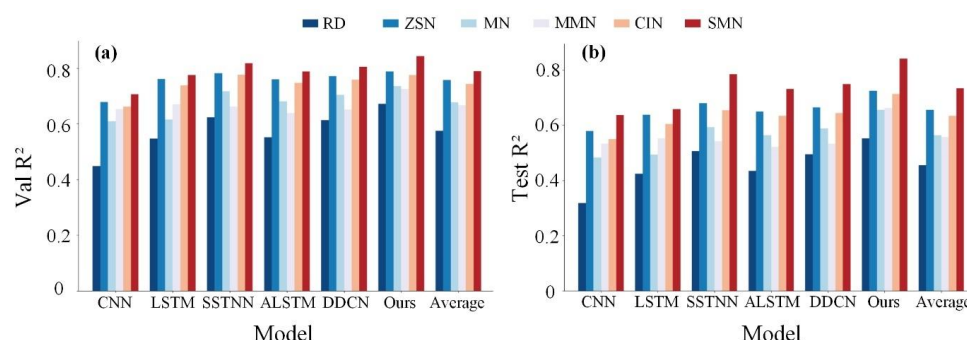 RD ZSN MN MMN CIN SMN
(a)
Val R²
0.8
0.6
0.4
0.2
0
CNN LSTM SSTNN ALSTM DDCN Ours Average
Model
(b)
Test R²
0.8
0.6
0.4
0.2
0
CNN LSTM SSTNN ALSTM DDCN Ours Average
Model